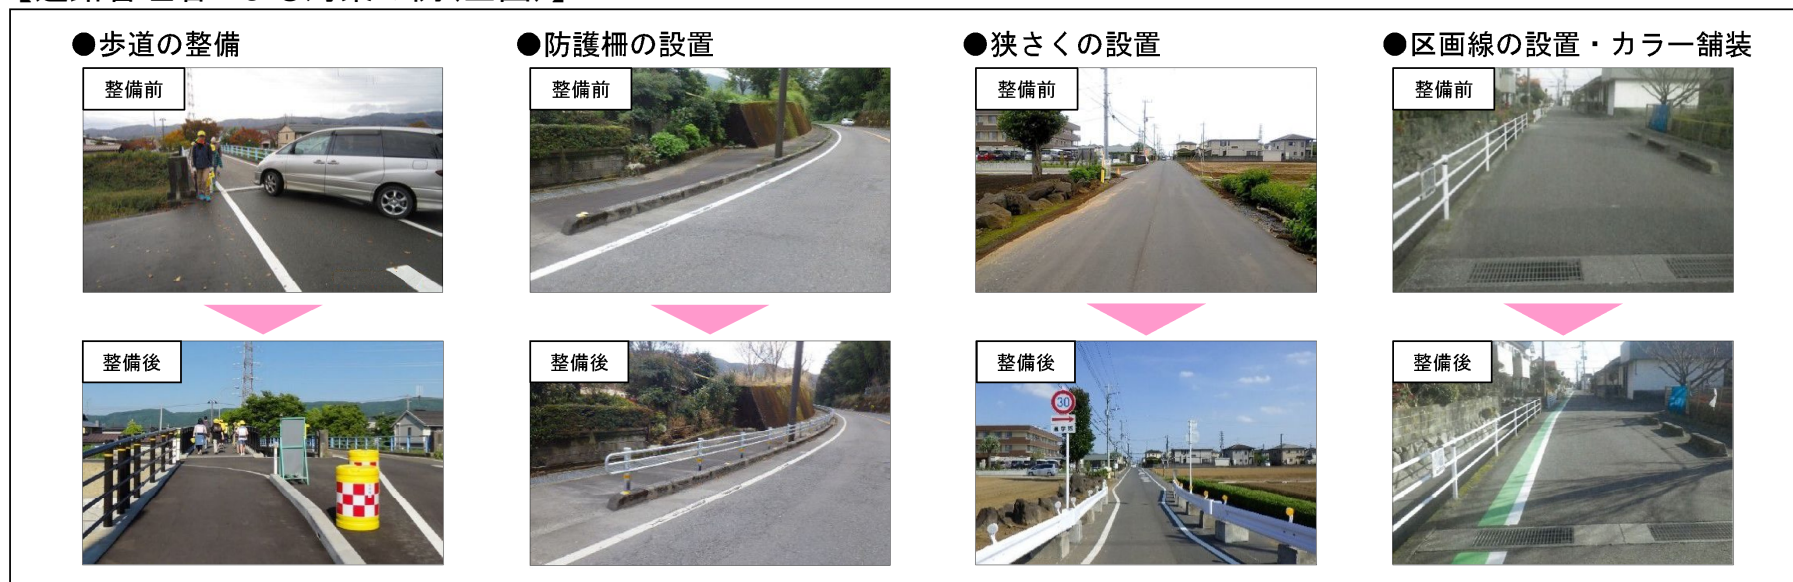 ●歩道の整備
●防護柵の設置
●狭さくの設置
●区画線の設置・カラー舗装
整備前
整備前
整備前
整備前
整備後
整備後
整備後
整備後
30